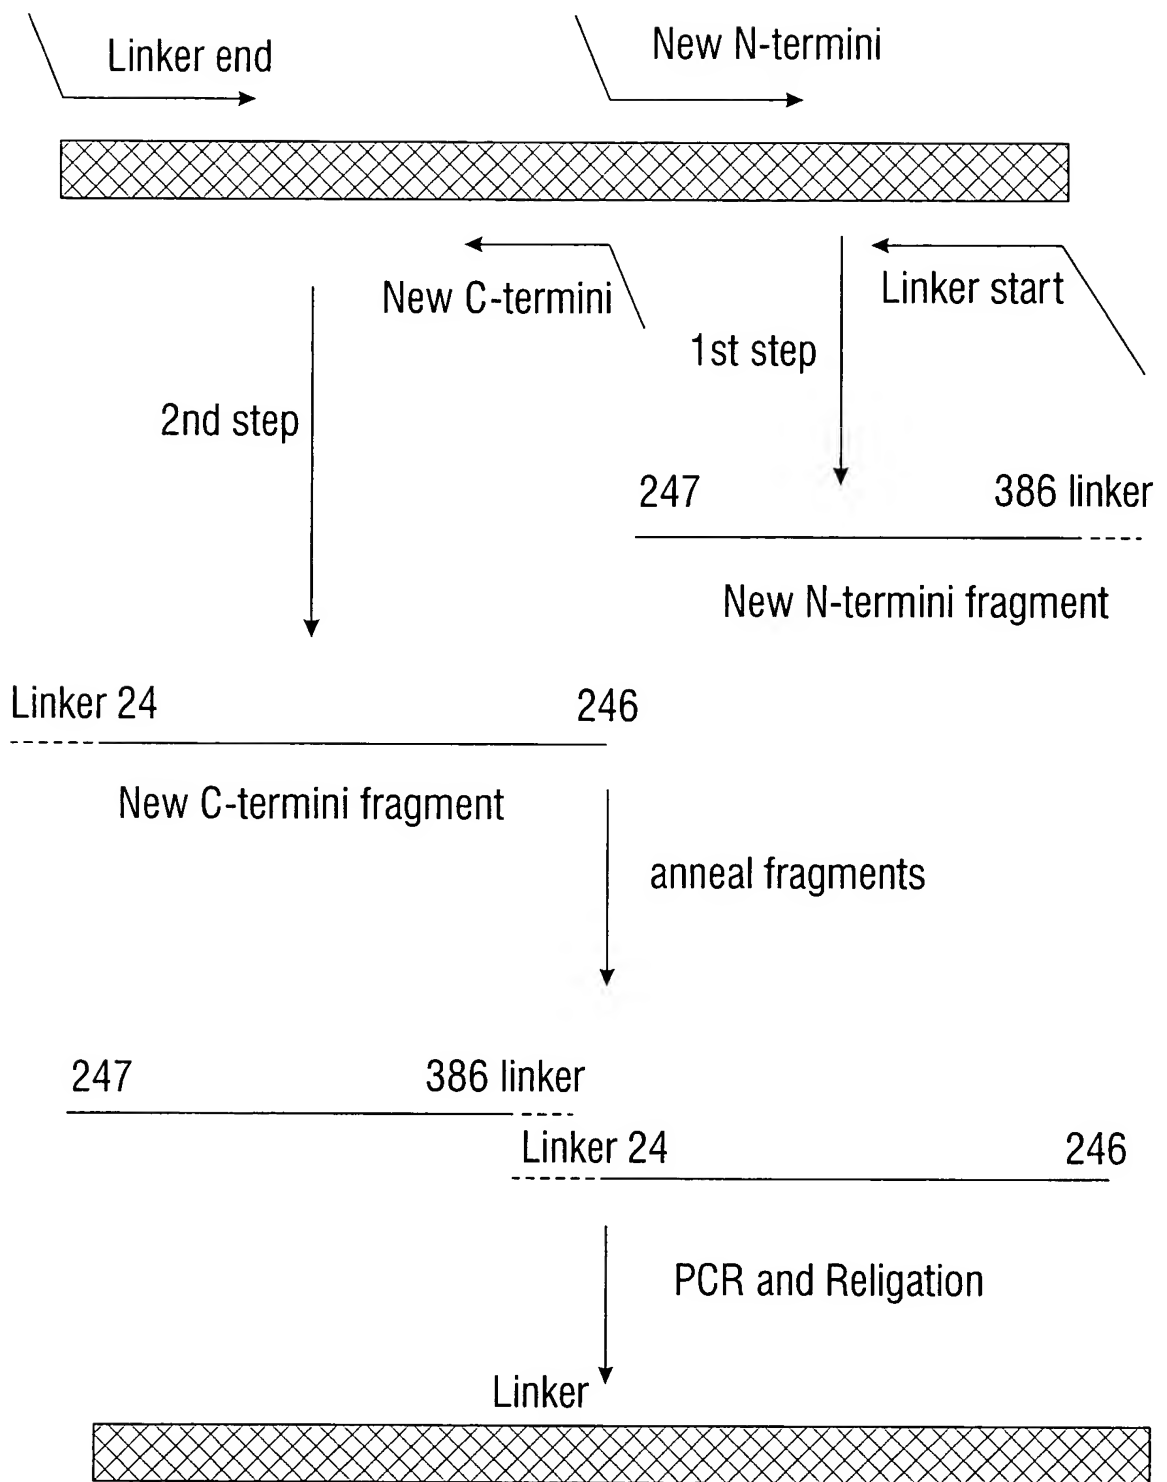 Linker end
New N-termini
New C-termini
Linker start
1st step
2nd step
247
386 linker
New N-termini fragment
Linker 24
246
New C-termini fragment
anneal fragments
247
386 linker
Linker 24
246
PCR and Religation
Linker